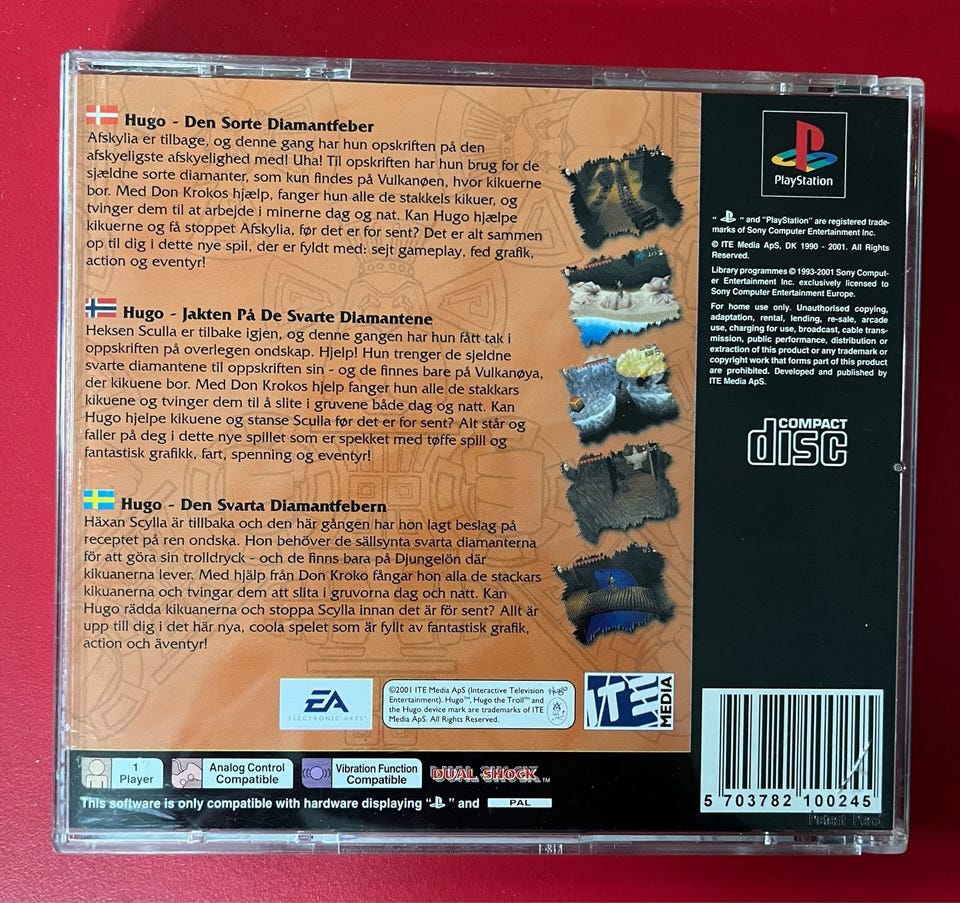 Hugo - Den Sorte Diamantfeber
Afskylia er tilbage, og denne gang har hun opskriften på den
afskyeligste afskyelighed med! Uha! Til opskriften har hun brug for de
sjældne sorte diamanter, som kun findes på Vulkanøen, hvor kikuerne
bor. Med Don Krokos hjælp, fanger hun alle de stakkels kikuer, og
tvinger dem til at arbejde i minerne dag og nat. Kan Hugo hjælpe
kikuerne og få stoppet Afskylia, før det er for sent? Det er alt sammen
op til dig i dette nye spil, der er fyldt med: sejt gameplay, fed grafik,
action og eventyr!
Hugo - Jakten På De Svarte Diamantene
Heksen Sculla er tilbake igjen, og denne gangen har hun fått tak i
oppskriften på overlegen ondskap. Hjelp! Hun trenger de sjeldne
svarte diamantene til oppskriften sin - og de finnes bare på Vulkanøya,
der kikuene bor. Med Don Krokos hjelp fanger hun alle de stakkars
kikuene og tvinger dem til å slite i gruvene både dag og natt. Kan
Hugo hjelpe kikuene og stanse Sculla før det er for sent? Alt står og
faller på deg i dette nye spillet som er spekket med tøffe spill og
fantastisk grafikk, fart, spenning og eventyr!
Hugo - Den Svarta Diamantfebern
Häxan Scylla är tillbaka och den här gången har hon lagt beslag på
receptet på ren ondska. Hon behöver de sällsynta svarta diamanterna
för att göra sin trolldryck - och de finns bara på Djungelön där
kikuanerna lever. Med hjälp från Don Kroko fångar hon alla de stackars
kikuanerna och tvingar dem att slita i gruvorna dag och natt. Kan
Hugo rädda kikuanerna och stoppa Scylla innan det är för sent? Allt är
upp till dig i det här nya, coola spelet som är fyllt av fantastisk grafik,
action och äventyr!
EA
ELECTRONIC ARTS™
©2001 ITE Media ApS (Interactive Television
Entertainment). Hugo™, Hugo the Troll™ and
the Hugo device mark are trademarks of ITE
Media ApS. All Rights Reserved.
ITE
MEDIA
1
Player
Analog Control
Compatible
Vibration Function
Compatible
DUAL SHOCK™
This software is only compatible with hardware displaying " " and PAL
PlayStation
" " and "PlayStation" are registered trade-
marks of Sony Computer Entertainment Inc.
© ITE Media ApS, DK 1990 - 2001. All Rights
Reserved.
Library programmes © 1993-2001 Sony Comput-
er Entertainment Inc. exclusively licensed to
Sony Computer Entertainment Europe.
For home use only. Unauthorised copying,
adaptation, rental, lending, re-sale, arcade
use, charging for use, broadcast, cable trans-
mission, public performance, distribution or
extraction of this product or any trademark or
copyright work that forms part of this product
are prohibited. Developed and published by
ITE Media ApS.
COMPACT
disc
5 703782 100245
Patent Pend